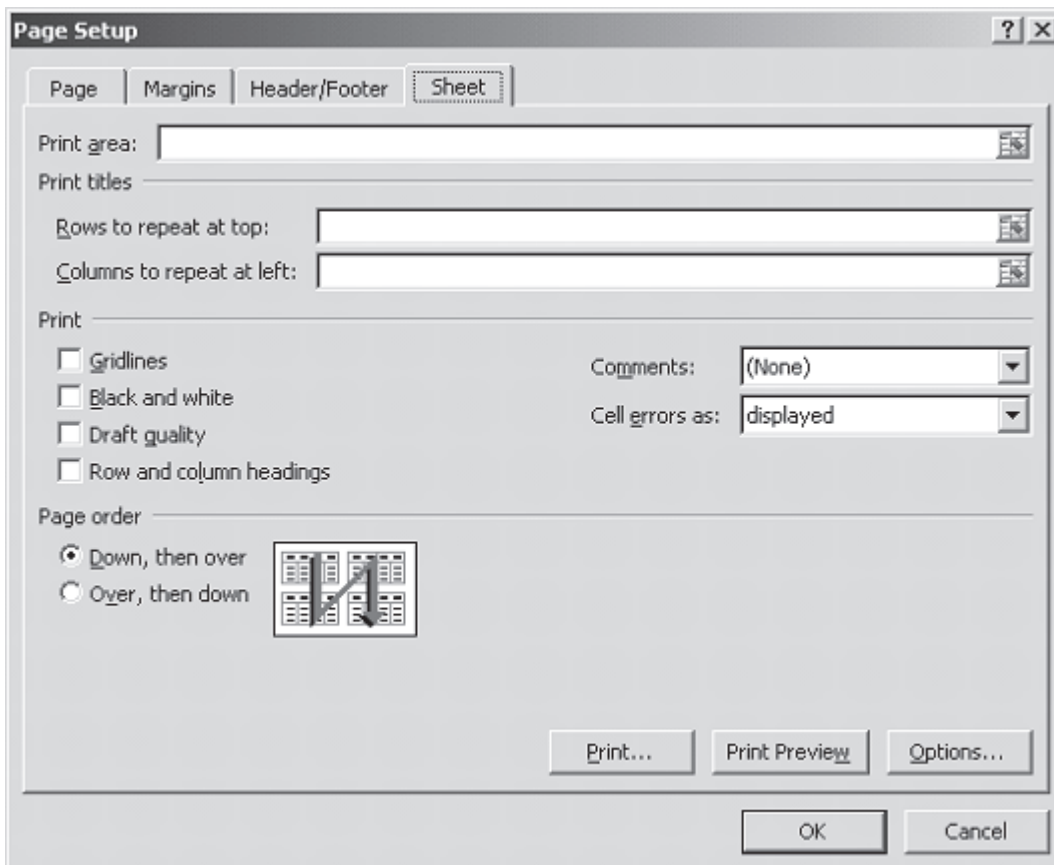 Page Setup
Page Margins Header/Footer Sheet
Print area:
Print titles
Rows to repeat at top:
Columns to repeat at left:
Print
Gridlines
Comments: (None)
Black and white
Cell errors as: displayed
Draft quality
Row and column headings
Page order
Down, then over
Over, then down
Print... Print Preview Options...
OK Cancel